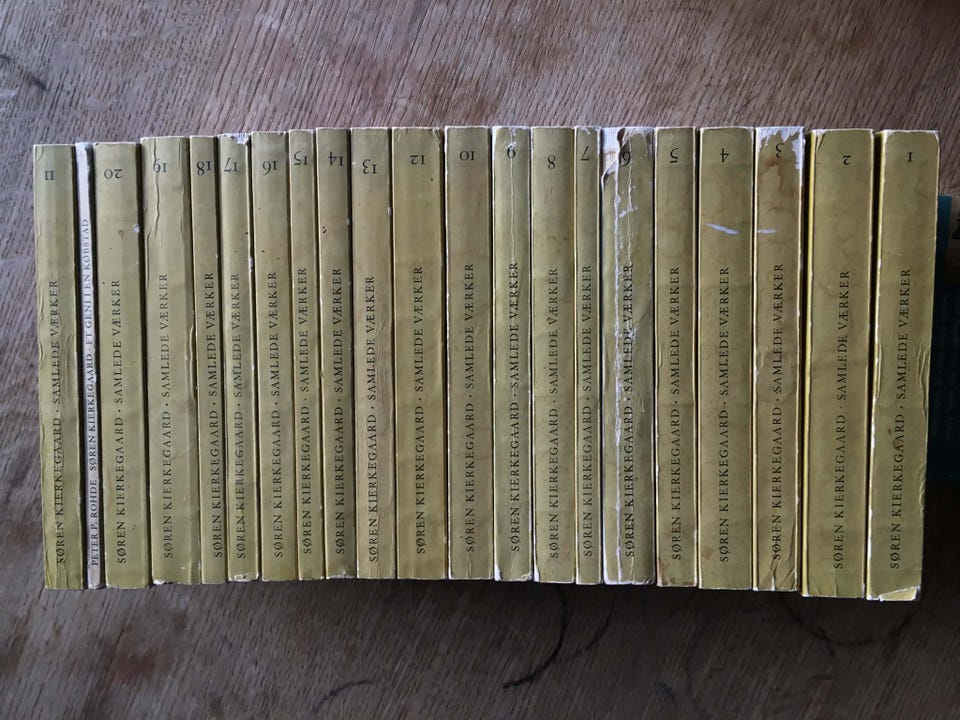 SØREN KIERKEGAARD · SAMLEDE VÆRKER 11
PETER P. ROHDE SØREN KIERKEGAARD · ET GENI I EN KØBSTAD
SØREN KIERKEGAARD · SAMLEDE VÆRKER 20
SØREN KIERKEGAARD · SAMLEDE VÆRKER 19
SØREN KIERKEGAARD · SAMLEDE VÆRKER 18
SØREN KIERKEGAARD · SAMLEDE VÆRKER 17
SØREN KIERKEGAARD · SAMLEDE VÆRKER 16
SØREN KIERKEGAARD · SAMLEDE VÆRKER 15
SØREN KIERKEGAARD · SAMLEDE VÆRKER 14
SØREN KIERKEGAARD · SAMLEDE VÆRKER 13
SØREN KIERKEGAARD · SAMLEDE VÆRKER 12
SØREN KIERKEGAARD · SAMLEDE VÆRKER 10
SØREN KIERKEGAARD · SAMLEDE VÆRKER 9
SØREN KIERKEGAARD · SAMLEDE VÆRKER 8
SØREN KIERKEGAARD · SAMLEDE VÆRKER 7
SØREN KIERKEGAARD · SAMLEDE VÆRKER 6
SØREN KIERKEGAARD · SAMLEDE VÆRKER 5
SØREN KIERKEGAARD · SAMLEDE VÆRKER 4
SØREN KIERKEGAARD · SAMLEDE VÆRKER 3
SØREN KIERKEGAARD · SAMLEDE VÆRKER 2
SØREN KIERKEGAARD · SAMLEDE VÆRKER 1